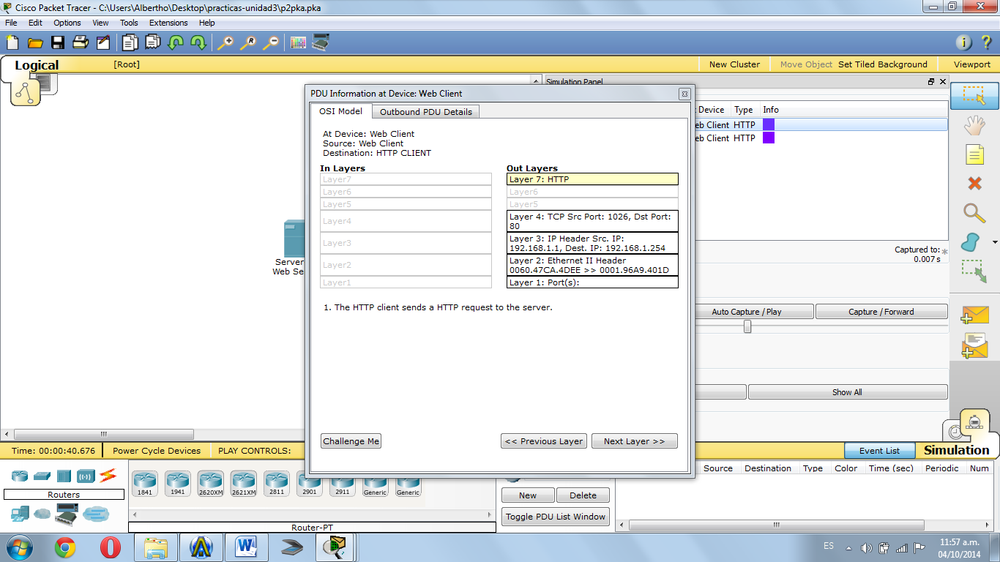 Cisco Packet Tracer - C:\Users\Albertho\Desktop\practicas-unidad3\p2pka.pka
File Edit Options View Tools Extensions Help
Logical [Root] New Cluster Move Object Set Tiled Background Viewport
Simulation Panel
PDU Information at Device: Web Client
OSI Model Outbound PDU Details
Device Type Info
At Device: Web Client
Source: Web Client
Destination: HTTP CLIENT
eb Client HTTP
eb Client HTTP
In Layers Out Layers
Layer7 Layer 7: HTTP
Layer6 Layer6
Layer5 Layer5
Layer4 Layer 4: TCP Src Port: 1026, Dst Port:
80
Layer3 Layer 3: IP Header Src. IP:
192.168.1.1, Dest. IP: 192.168.1.254
Layer2 Layer 2: Ethernet II Header
0060.47CA.4DEE >> 0001.96A9.401D
Layer1 Layer 1: Port(s):
Server
Web Se
Captured to:
0.007 s
1. The HTTP client sends a HTTP request to the server.
Auto Capture / Play Capture / Forward
Show All
Challenge Me << Previous Layer Next Layer >>
Time: 00:00:40.676 Power Cycle Devices PLAY CONTROLS: Event List Simulation
Source Destination Type Color Time (sec) Periodic Num
1841 1941 2620XM 2621XM 2811 2901 2911 Generic Generic
Routers
New Delete
Toggle PDU List Window
Router-PT
ES
11:57 a.m.
04/10/2014